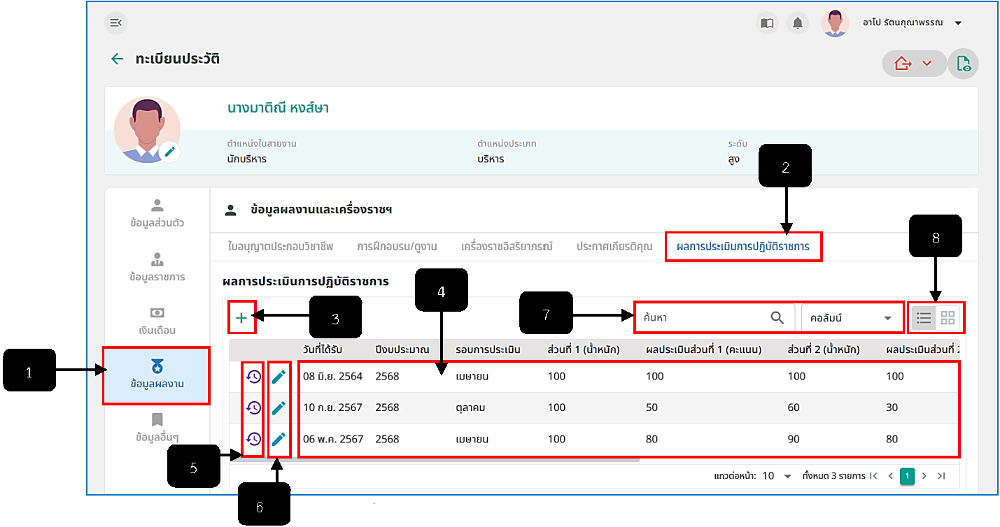 อาโป รัตนกุณาพรรณ
ทะเบียนประวัติ
นางมาติณี หงส์ษา
ตำแหน่งในสายงาน ตำแหน่งประเภท ระดับ
นักบริหาร บริหาร สูง
2
ข้อมูลส่วนตัว
ข้อมูลผลงานและเครื่องราชฯ
8
ใบอนุญาตประกอบวิชาชีพ การฝึกอบรม/ดูงาน เครื่องราชอิสริยาภรณ์ ประกาศเกียรติคุณ ผลการประเมินการปฏิบัติราชการ
ข้อมูลราชการ
ผลการประเมินการปฏิบัติราชการ
4
3
7
ค้นหา คอลัมน์
เงินเดือน
วันที่ได้รับ ปีงบประมาณ รอบการประเมิน ส่วนที่ 1 (น้ำหนัก) ผลประเมินส่วนที่ 1 (คะแนน) ส่วนที่ 2 (น้ำหนัก) ผลประเมินส่วนที่ 2
1
ข้อมูลผลงาน
08 มิ.ย. 2564 2568 เมษายน 100 100 100 100
10 ก.ย. 2567 2568 ตุลาคม 100 50 60 30
ข้อมูลอื่นๆ
06 พ.ค. 2567 2568 เมษายน 100 80 90 80
5
แถวต่อหน้า: 10 ทั้งหมด 3 รายการ 1
6